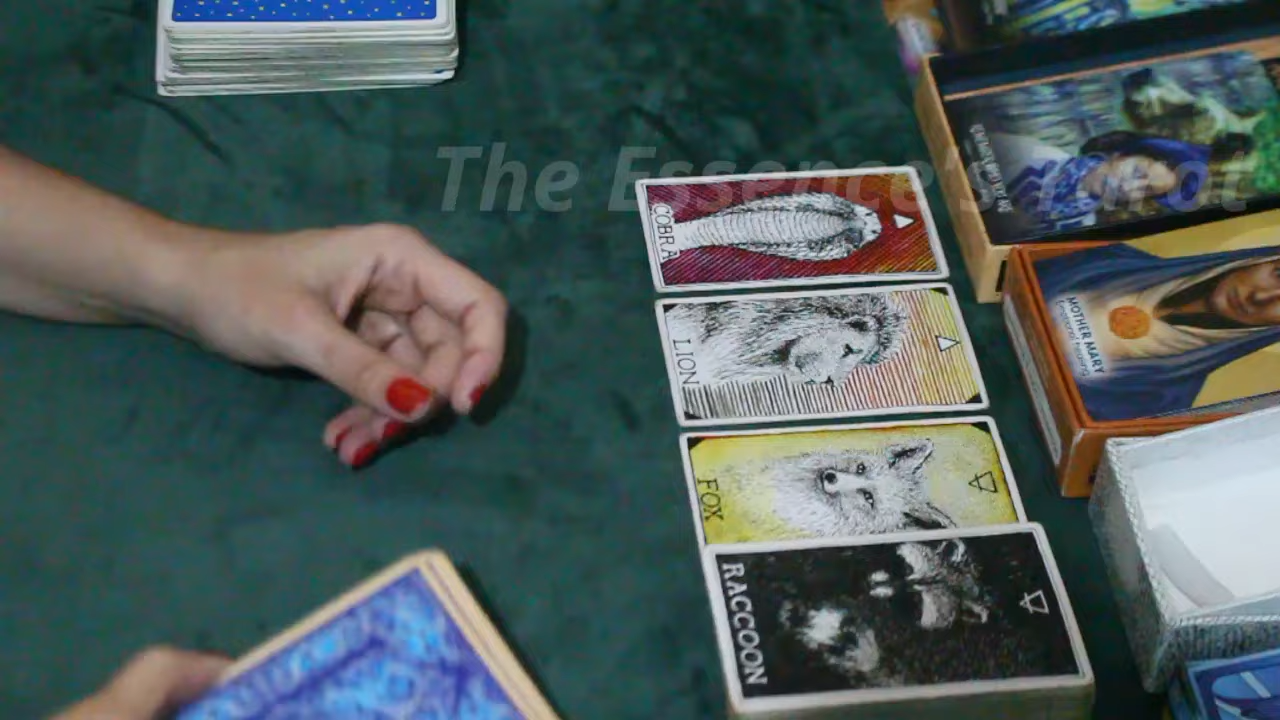 The Essence's Tarot
COBRA
LION
FOX
RACCOON
MOTHER MARY